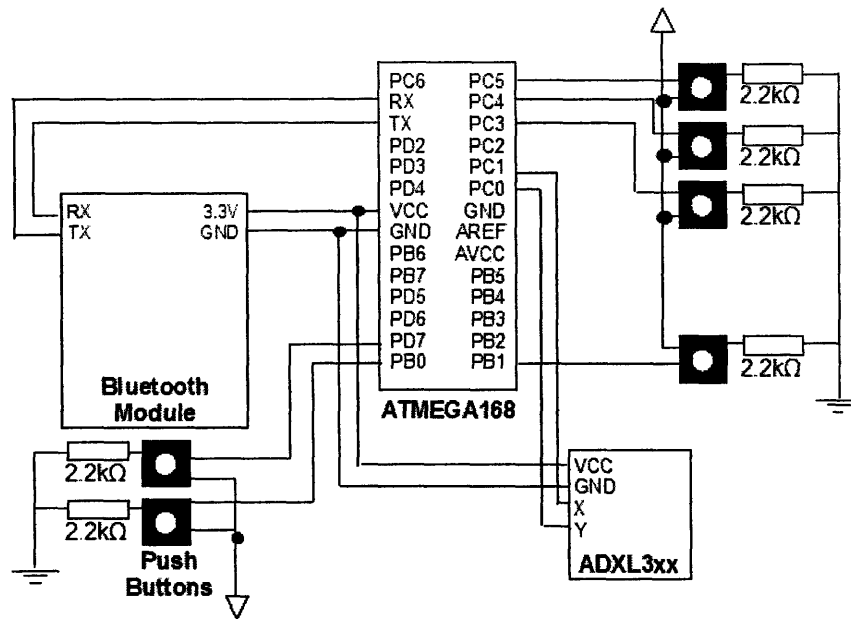 PC6 PC5
RX PC4
TX PC3
PD2 PC2
PD3 PC1
PD4 PC0
VCC GND
GND AREF
PB6 AVCC
PB7 PB5
PD5 PB4
PD6 PB3
PD7 PB2
PB0 PB1
ATMEGA168
RX 3.3V
TX GND
Bluetooth
Module
2.2kΩ
2.2kΩ
2.2kΩ
2.2kΩ
2.2kΩ
2.2kΩ
Push
Buttons
VCC
GND
X
Y
ADXL3xx